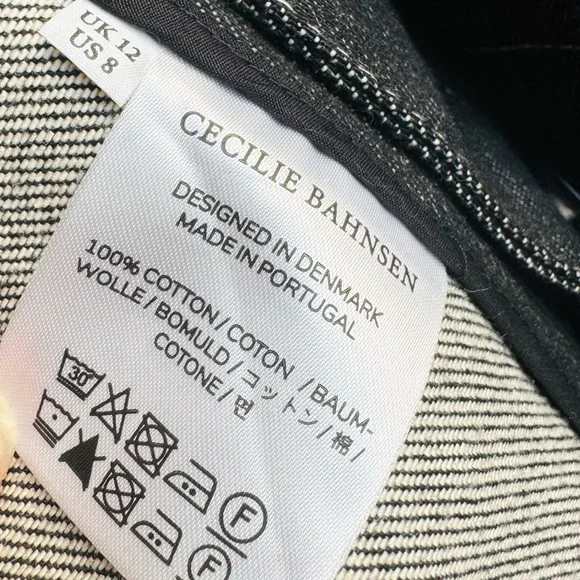 UK 12
US 8
CECILIE BAHNSEN
DESIGNED IN DENMARK
MADE IN PORTUGAL
100% COTTON / COTON / BAUM-
WOLLE / BOMULD / コットン / 棉 /
COTONE / 면
30
F
F